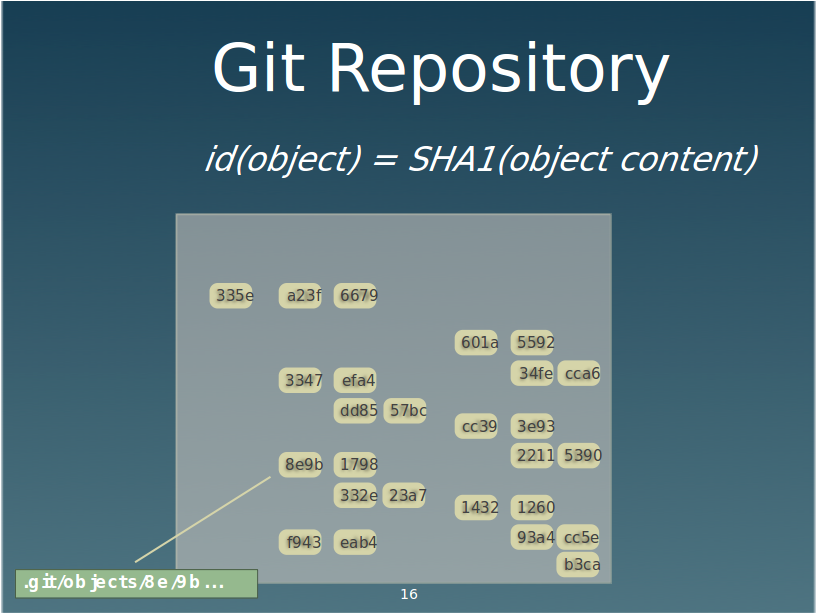 Git Repository
id(object) = SHA1(object content)
335e a23f 6679
601a 5592
34fe cca6
3347 efa4
dd85 57bc
cc39 3e93
2211 5390
8e9b 1798
332e 23a7
1432 1260
93a4 cc5e
f943 eab4
b3ca
.git/objects/8e/9b...
16